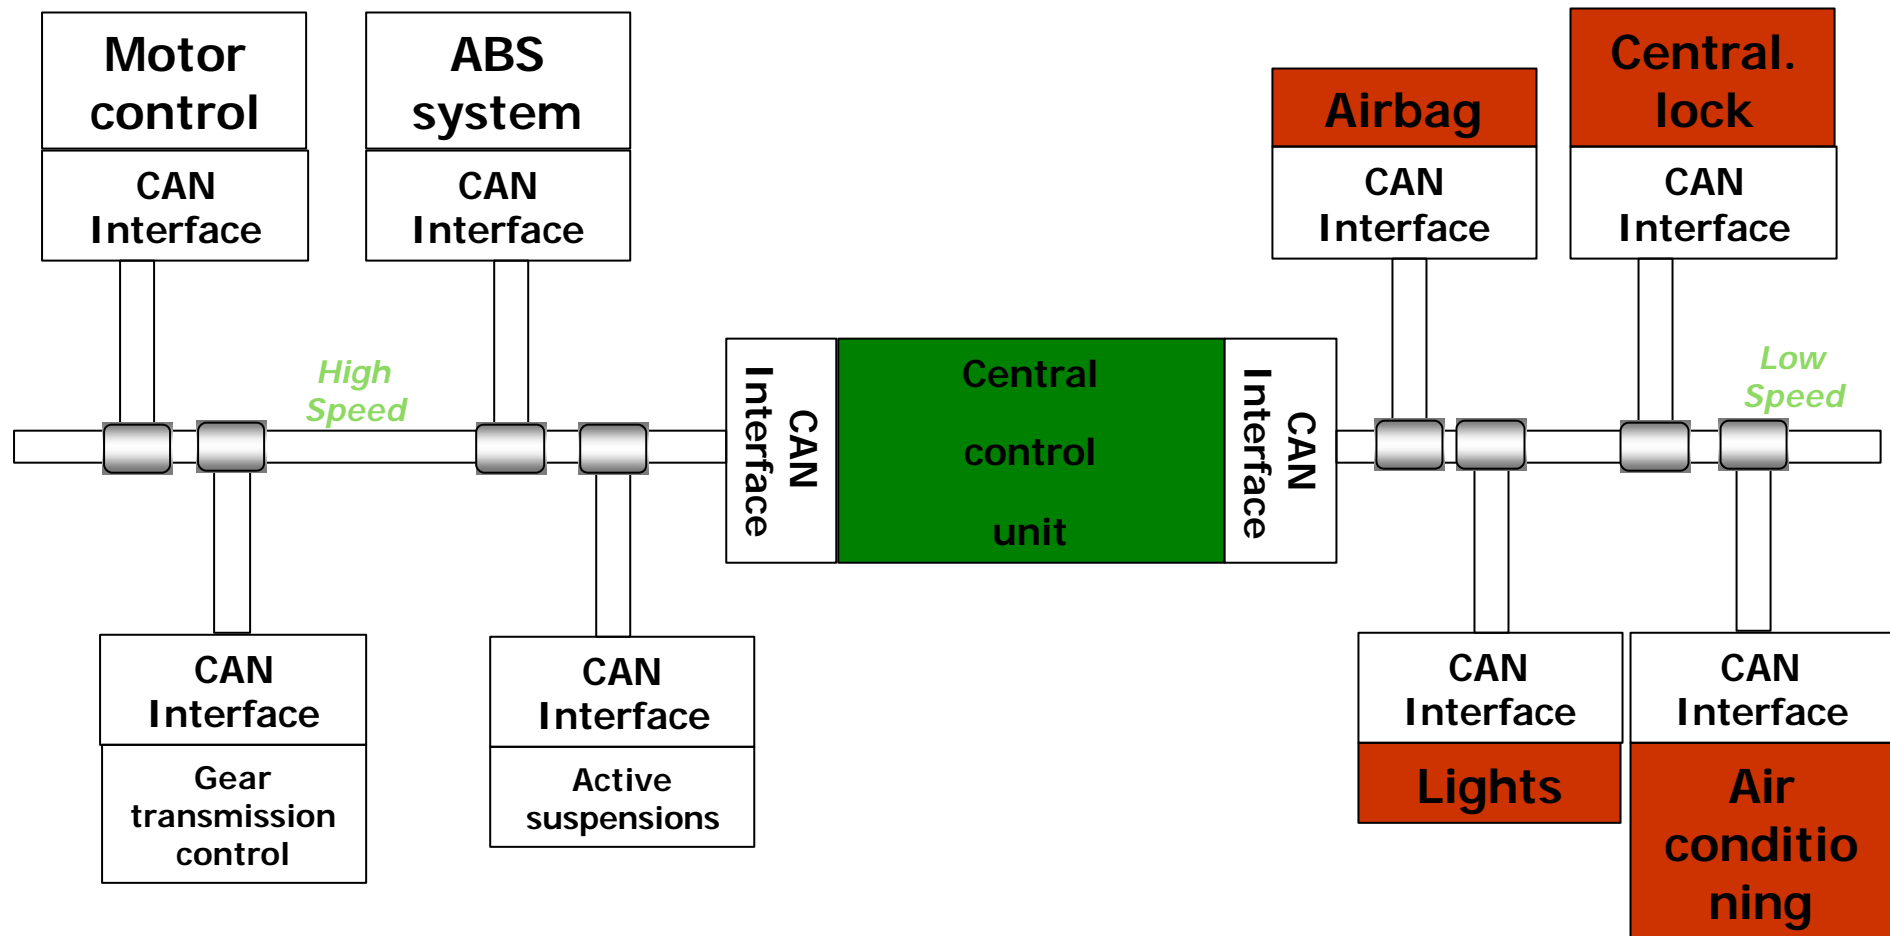 Motor
control
CAN
Interface
ABS
system
CAN
Interface
Airbag
CAN
Interface
Central.
lock
CAN
Interface
High
Speed
CAN
Interface
Central
control
unit
CAN
Interface
Low
Speed
CAN
Interface
Gear
transmission
control
CAN
Interface
Active
suspensions
CAN
Interface
Lights
CAN
Interface
Air
conditio
ning